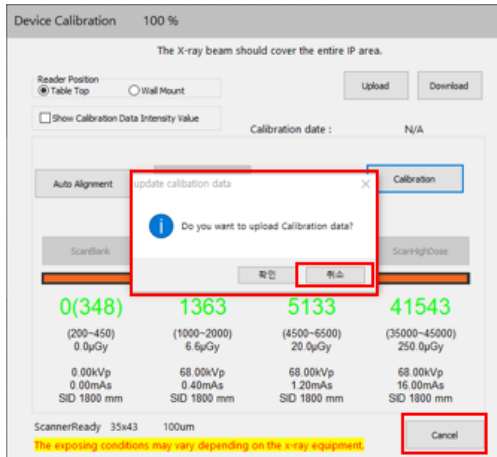 Device Calibration 100 %
The X-ray beam should cover the entire IP area.
Reader Position
Table Top Wall Mount
Upload Download
Show Calibration Data Intensity Value
Calibration date : N/A
Auto Alignment
Calibration
update calibation data
Do you want to upload Calibration data?
확인 취소
ScanBlank ScanHighDose
0(348) 1363 5133 41543
(200~450) (1000~2000) (4500~6500) (35000~45000)
0.0µGy 6.6µGy 20.0µGy 250.0µGy
0.00kVp 68.00kVp 68.00kVp 68.00kVp
0.00mAs 0.40mAs 1.20mAs 16.00mAs
SID 1800 mm SID 1800 mm SID 1800 mm SID 1800 mm
ScannerReady 35x43 100um
The exposing conditions may vary depending on the x-ray equipment.
Cancel